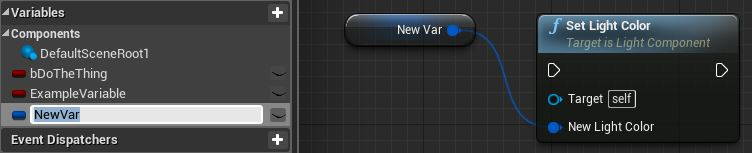 Variables
Components
DefaultSceneRoot1
bDoTheThing
ExampleVariable
NewVar
Event Dispatchers
New Var
f Set Light Color
Target is Light Component
Target self
New Light Color